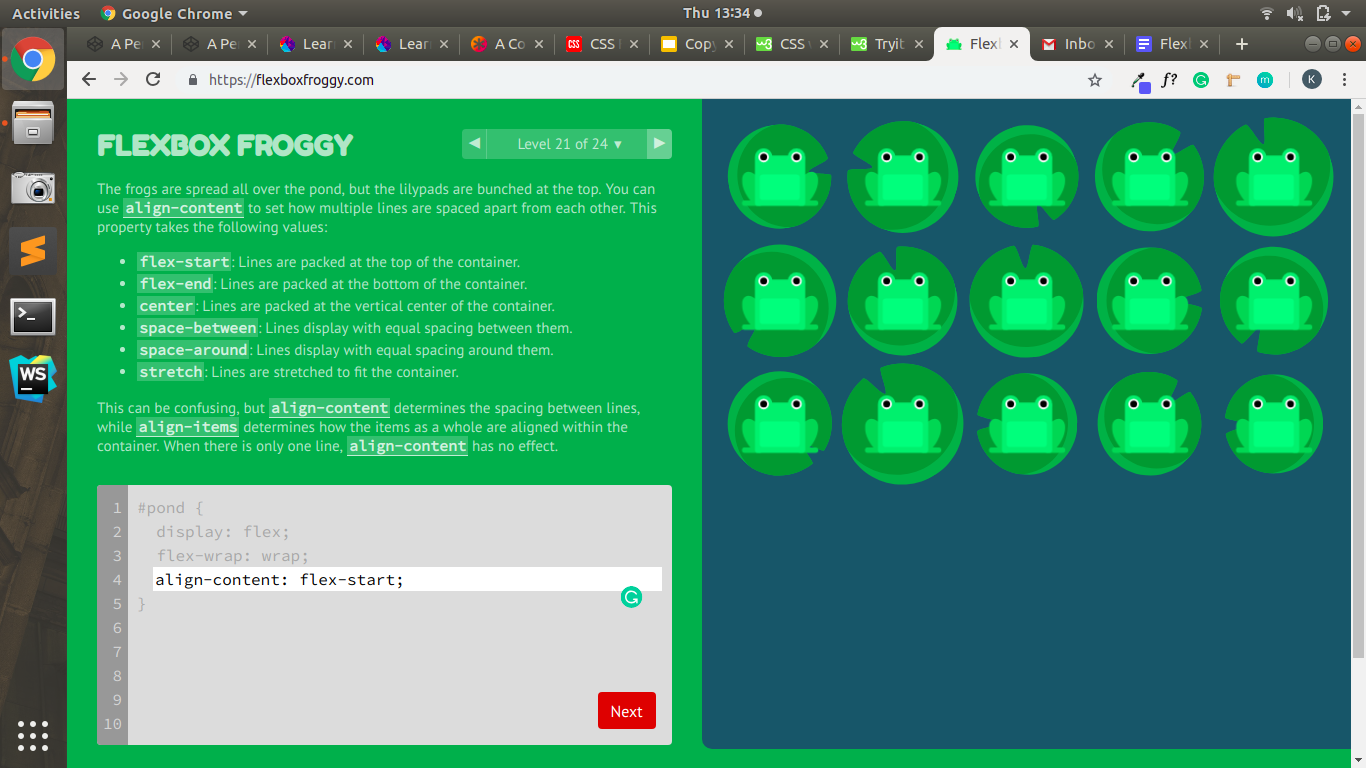 Activities
Google Chrome
Thu 13:34
A Pe
A Pe
Lear
Lear
A Co
CSS
Copy
CSS
Tryit
Flex
Inbo
Flex
https://flexboxfroggy.com
f?
K
FLEXBOX FROGGY
Level 21 of 24
The frogs are spread all over the pond, but the lilypads are bunched at the top. You can
use align-content to set how multiple lines are spaced apart from each other. This
property takes the following values:
flex-start: Lines are packed at the top of the container.
flex-end: Lines are packed at the bottom of the container.
center: Lines are packed at the vertical center of the container.
space-between: Lines display with equal spacing between them.
space-around: Lines display with equal spacing around them.
stretch: Lines are stretched to fit the container.
This can be confusing, but align-content determines the spacing between lines,
while align-items determines how the items as a whole are aligned within the
container. When there is only one line, align-content has no effect.
1 #pond {
2 display: flex;
3 flex-wrap: wrap;
4 align-content: flex-start;
5 }
6
7
8
9
10
Next
WS